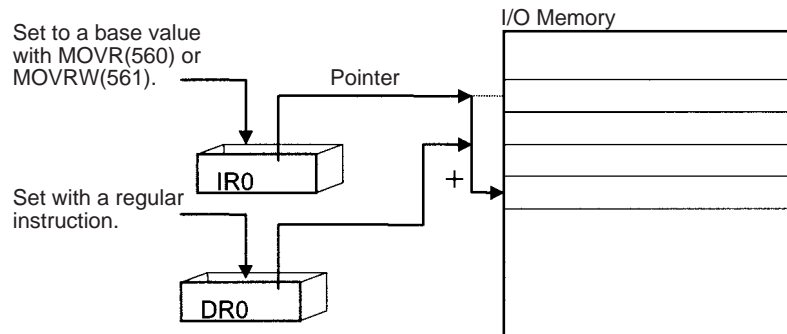 I/O Memory
Set to a base value
with MOVR(560) or
MOVRW(561).
Pointer
IR0
+
Set with a regular
instruction.
DR0